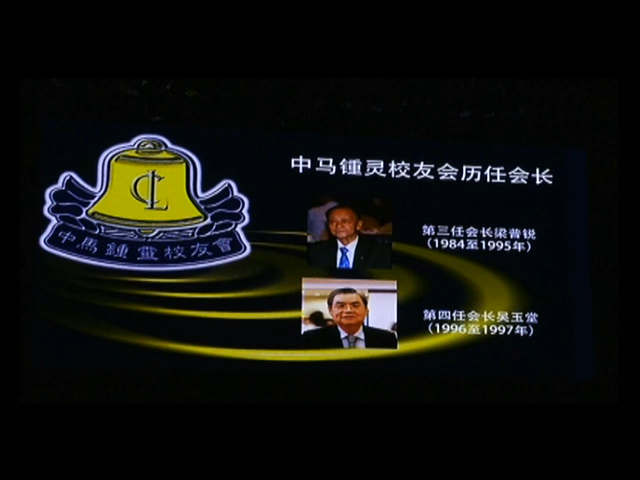 中马锺灵校友会历任会长
CL
中馬鍾靈校友會
第三任会长梁普锐
(1984至1995年)
第四任会长吴玉堂
(1996至1997年)